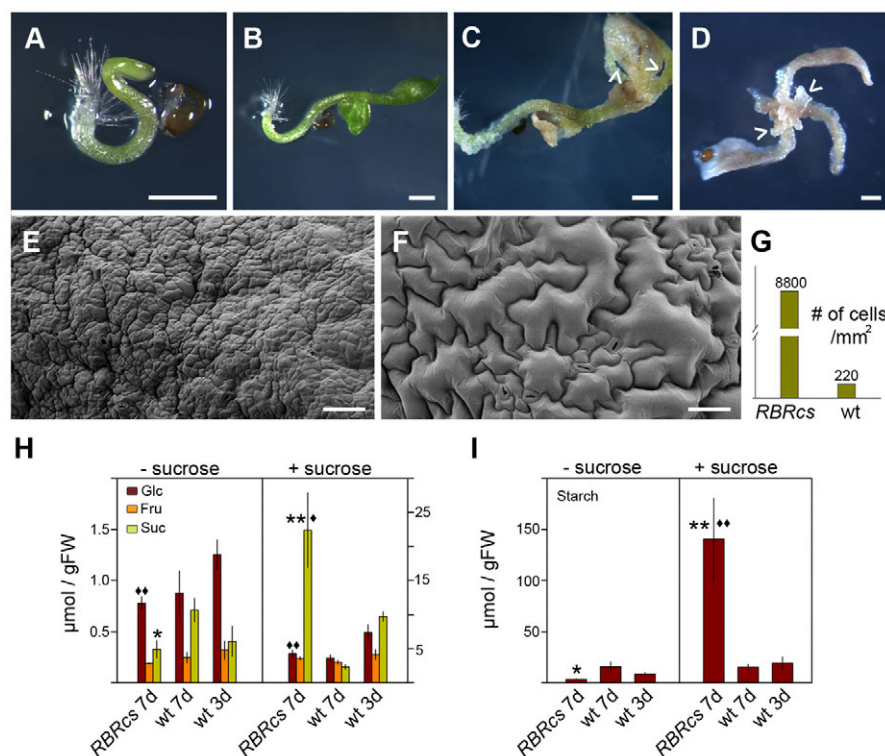 A
B
C
D
E
F
G
8800
# of cells
/mm²
220
RBRcs wt
H
- sucrose + sucrose
Glc
Fru
Suc
** ♦
♦♦
*
♦♦
1.5
1.0
0.5
25
15
5
µmol / gFW
RBRcs 7d
wt 7d
wt 3d
RBRcs 7d
wt 7d
wt 3d
I
- sucrose + sucrose
Starch
** ♦♦
*
150
100
50
µmol / gFW
RBRcs 7d
wt 7d
wt 3d
RBRcs 7d
wt 7d
wt 3d